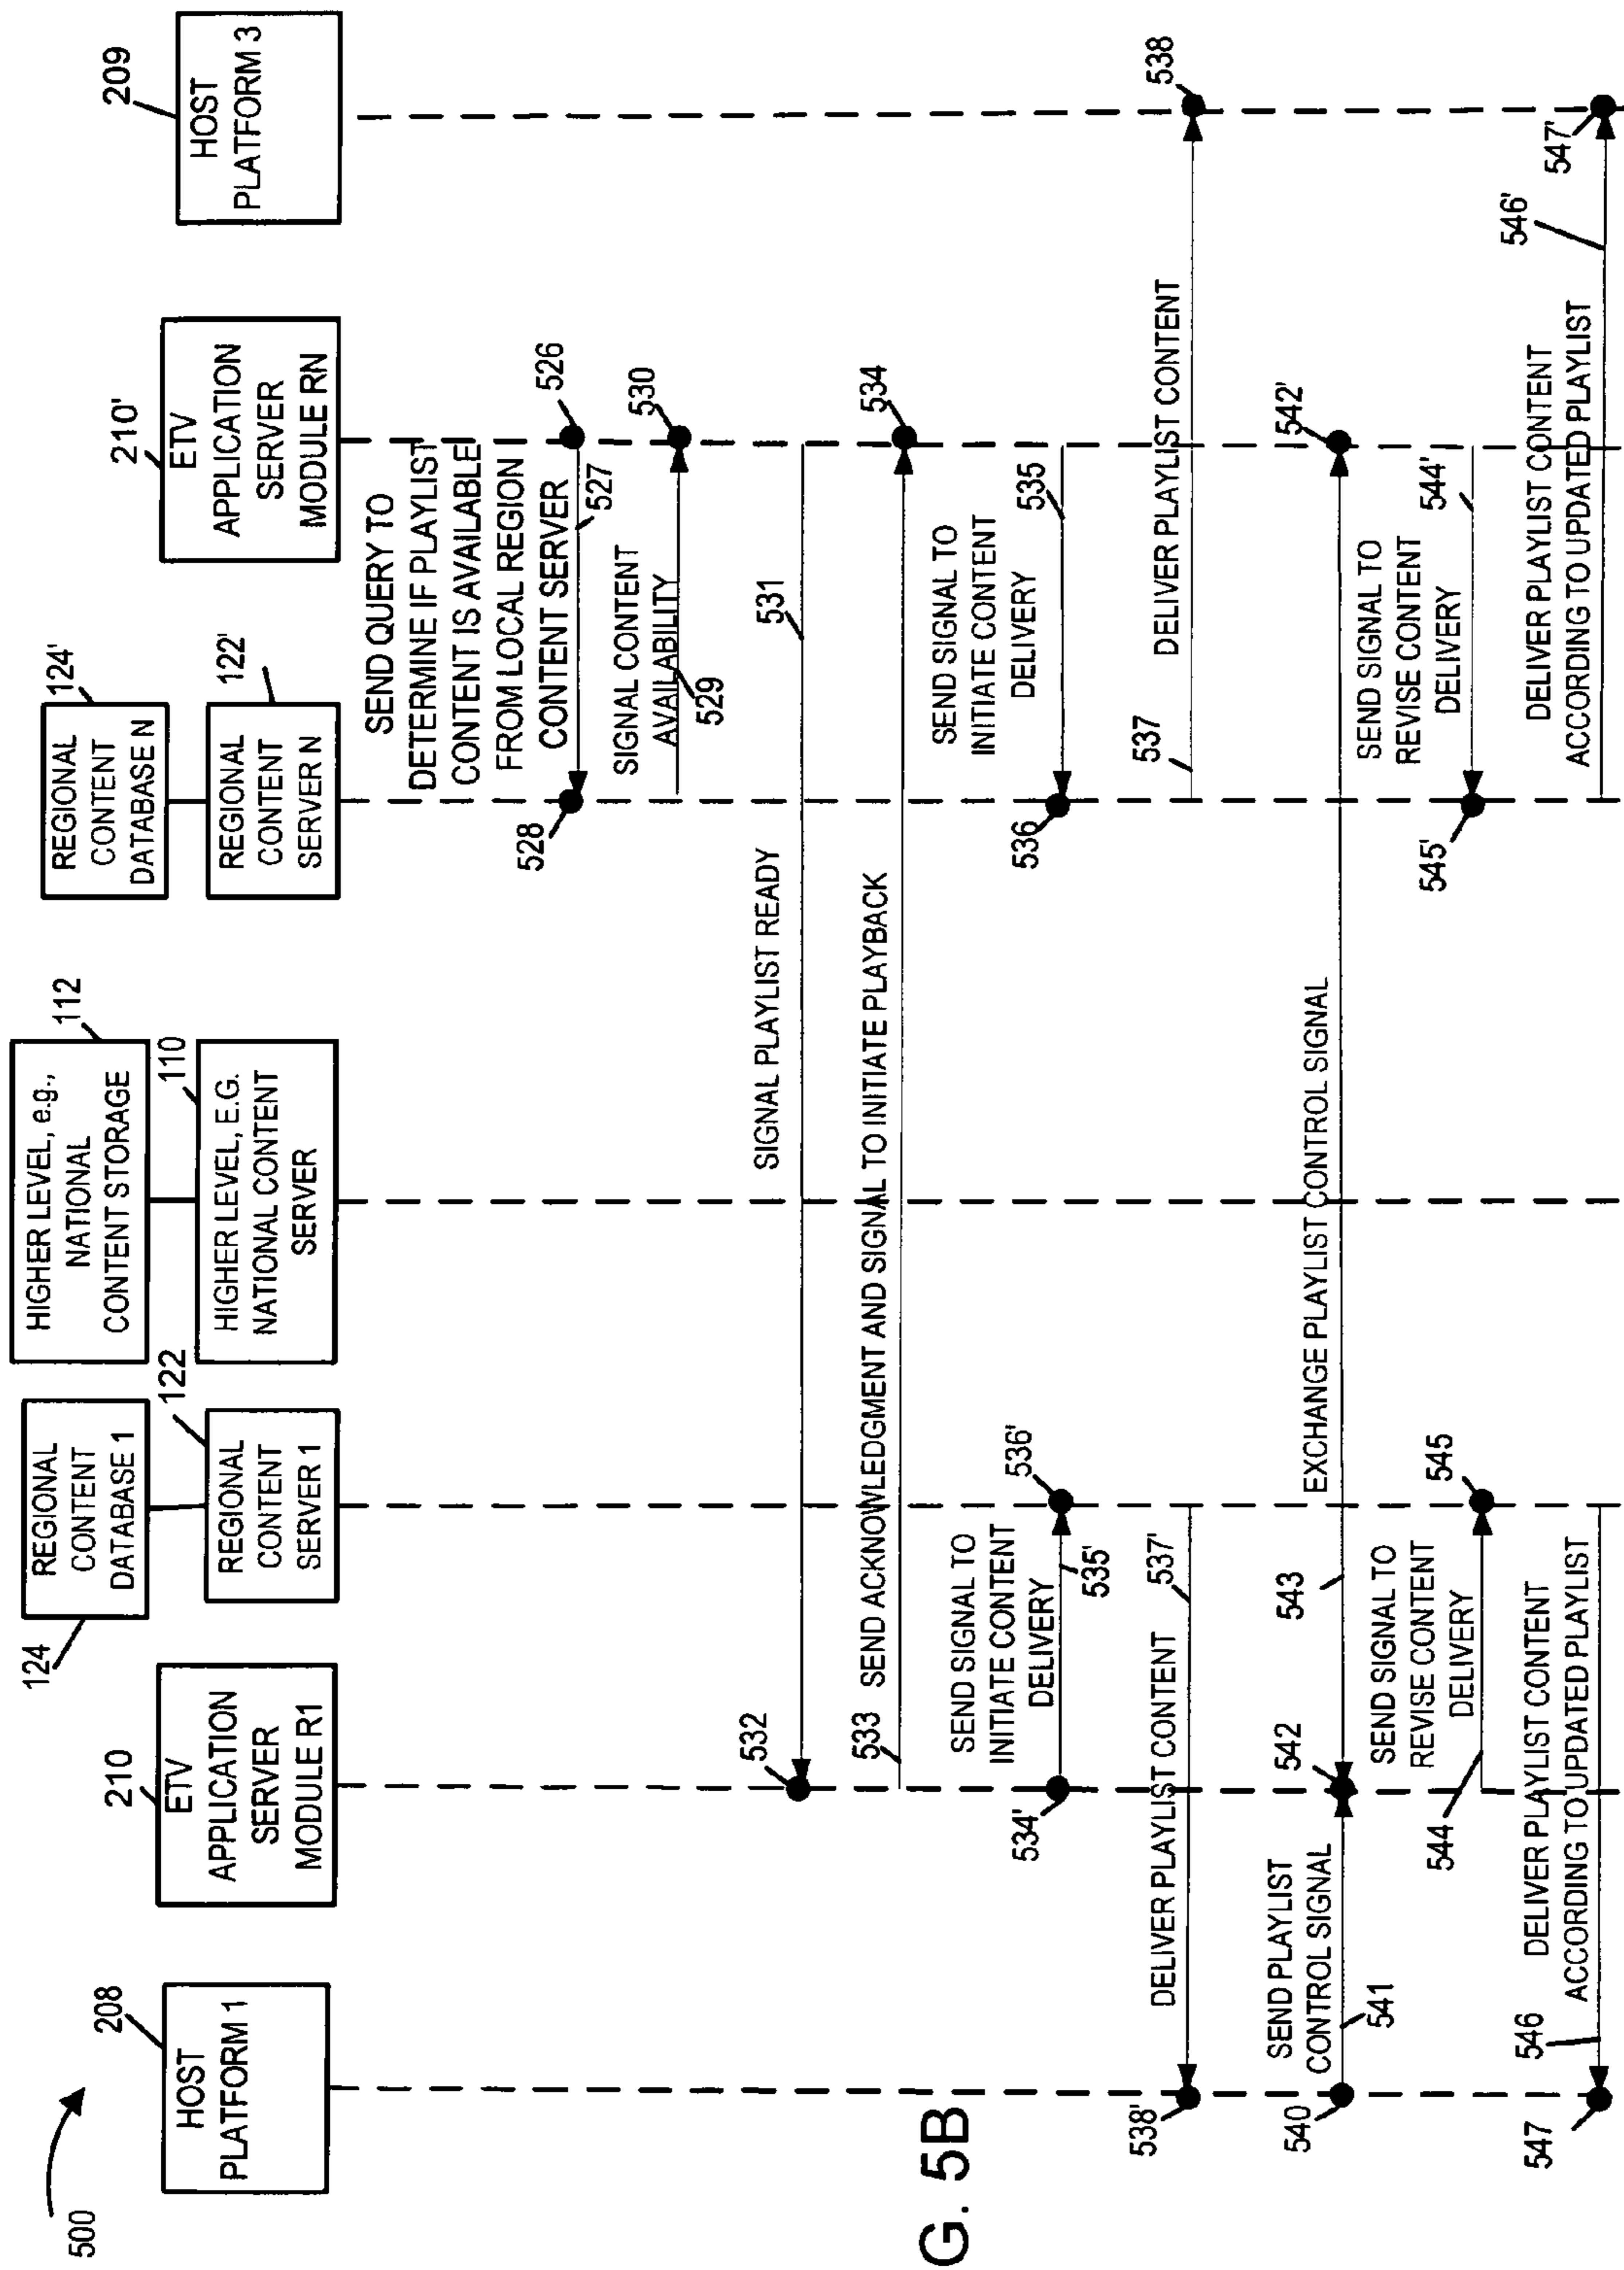 500
208
HOST
PLATFORM 1
210
ETV
APPLICATION
SERVER
MODULE R1
124
REGIONAL
CONTENT
DATABASE 1
122
REGIONAL
CONTENT
SERVER 1
HIGHER LEVEL, e.g.,
NATIONAL
CONTENT STORAGE
112
110
HIGHER LEVEL, E.G.
NATIONAL CONTENT
SERVER
REGIONAL
CONTENT
DATABASE N
124'
REGIONAL
CONTENT
SERVER N
122'
210'
ETV
APPLICATION
SERVER
MODULE RN
209
HOST
PLATFORM 3
SEND QUERY TO
DETERMINE IF PLAYLIST
CONTENT IS AVAILABLE
FROM LOCAL REGION
CONTENT SERVER
526
527
528
SIGNAL CONTENT
AVAILABILITY
529
530
SIGNAL PLAYLIST READY
531
532
533
SEND ACKNOWLEDGMENT AND SIGNAL TO INITIATE PLAYBACK
534
534'
SEND SIGNAL TO
INITIATE CONTENT
DELIVERY
535'
536'
SEND SIGNAL TO
INITIATE CONTENT
DELIVERY
535
536
DELIVER PLAYLIST CONTENT
537'
538'
537
DELIVER PLAYLIST CONTENT
538
SEND PLAYLIST
CONTROL SIGNAL
540
541
542
543
EXCHANGE PLAYLIST CONTROL SIGNAL
542'
SEND SIGNAL TO
REVISE CONTENT
DELIVERY
544
545
SEND SIGNAL TO
REVISE CONTENT
DELIVERY
544'
545'
DELIVER PLAYLIST CONTENT
ACCORDING TO UPDATED PLAYLIST
546
547
DELIVER PLAYLIST CONTENT
ACCORDING TO UPDATED PLAYLIST
546'
547'
G. 5B